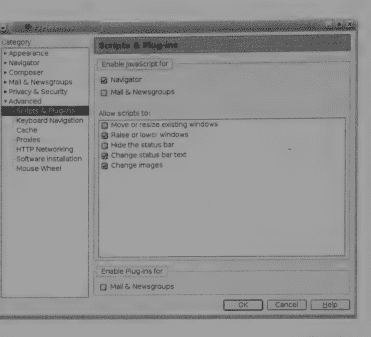 Category
Appearance
Navigator
Composer
Mail & Newsgroups
Privacy & Security
Advanced
Scripts & Plug-ins
Keyboard Navigation
Cache
Proxies
HTTP Networking
Software Installation
Mouse Wheel
Scripts & Plug-ins
Enable JavaScript for
Navigator
Mail & Newsgroups
Allow scripts to:
Move or resize existing windows
Raise or lower windows
Hide the status bar
Change status bar text
Change images
Enable Plug-ins for
Mail & Newsgroups
OK Cancel Help